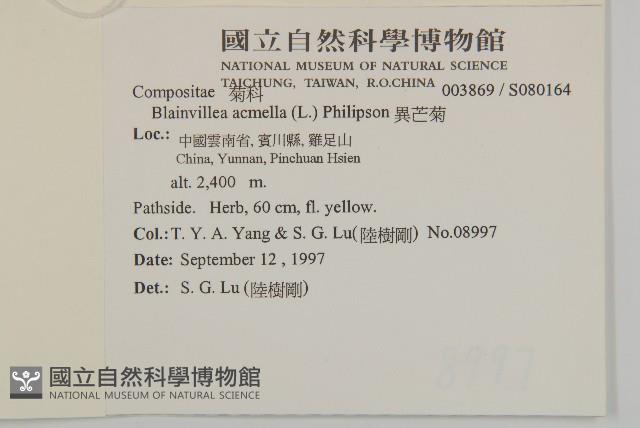 國立自然科學博物館
NATIONAL MUSEUM OF NATURAL SCIENCE
TAICHUNG, TAIWAN, R.O.CHINA
Compositae 菊科 003869 / S080164
Blainvillea acmella (L.) Philipson 異芒菊
Loc.: 中國雲南省, 賓川縣, 雞足山
China, Yunnan, Pinchuan Hsien
alt. 2,400 m.
Pathside. Herb, 60 cm, fl. yellow.
Col.: T. Y. A. Yang & S. G. Lu(陸樹剛) No.08997
Date: September 12 , 1997
Det.: S. G. Lu (陸樹剛)
8997
國立自然科學博物館
NATIONAL MUSEUM OF NATURAL SCIENCE